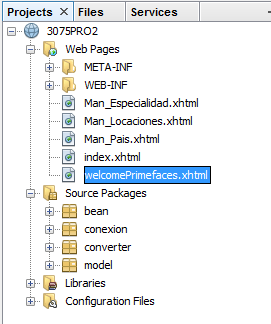 Projects Files Services
3075PRO2
Web Pages
META-INF
WEB-INF
Man_Especialidad.xhtml
Man_Locaciones.xhtml
Man_Pais.xhtml
index.xhtml
welcomePrimefaces.xhtml
Source Packages
bean
conexion
converter
model
Libraries
Configuration Files